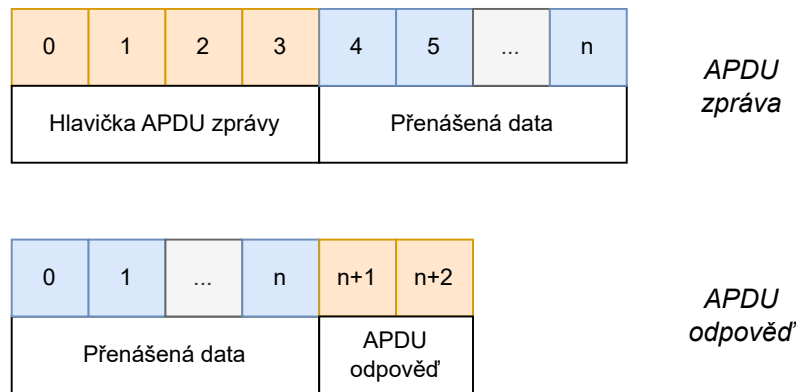 0 1 2 3 4 5 ... n
Hlavička APDU zprávy Přenášená data
APDU
zpráva
0 1 ... n n+1 n+2
Přenášená data APDU
odpověď
APDU
odpověď